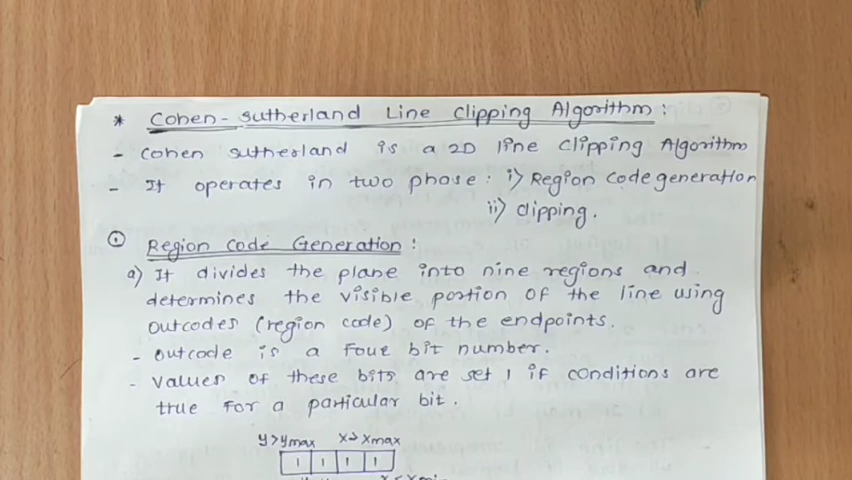 * Cohen-sutherland Line Clipping Algorithm:
- Cohen sutherland is a 2D line Clipping Algorithm
- It operates in two phase: i) Region code generation
ii) Clipping.
① Region Code Generation:
a) It divides the plane into nine regions and
determines the visible portion of the line using
outcodes (region code) of the endpoints.
- Outcode is a four bit number.
- Values of these bits are set 1 if conditions are
true for a particular bit.
y>ymax x>xmax
1 1 1 1